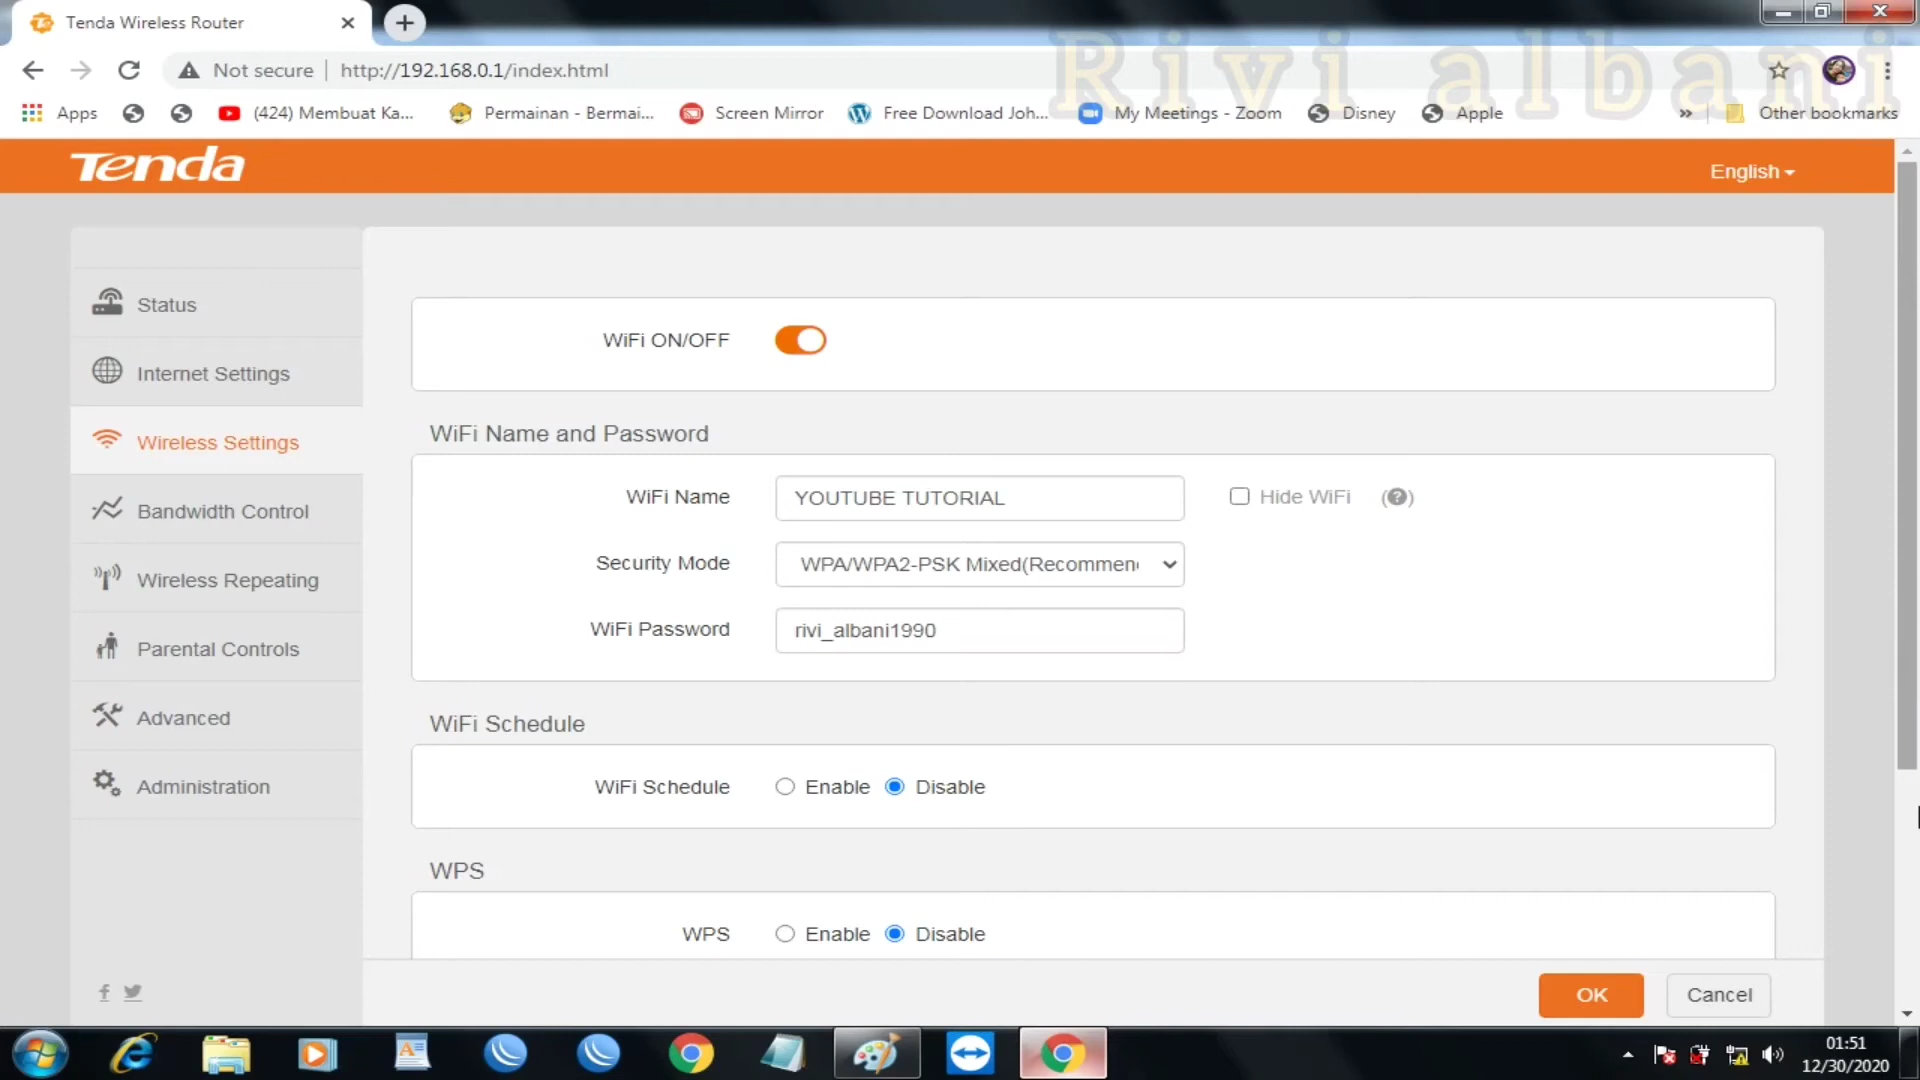 Tenda Wireless Router
Rivi albani
Not secure | http://192.168.0.1/index.html
Apps
(424) Membuat Ka...
Permainan - Bermai...
Screen Mirror
Free Download Joh...
My Meetings - Zoom
Disney
Apple
»
Other bookmarks
Tenda
English
Status
Internet Settings
Wireless Settings
Bandwidth Control
Wireless Repeating
Parental Controls
Advanced
Administration
WiFi ON/OFF
WiFi Name and Password
WiFi Name YOUTUBE TUTORIAL Hide WiFi (?)
Security Mode WPA/WPA2-PSK Mixed(Recommen
WiFi Password rivi_albani1990
WiFi Schedule
WiFi Schedule Enable Disable
WPS
WPS Enable Disable
OK Cancel
01:51
12/30/2020